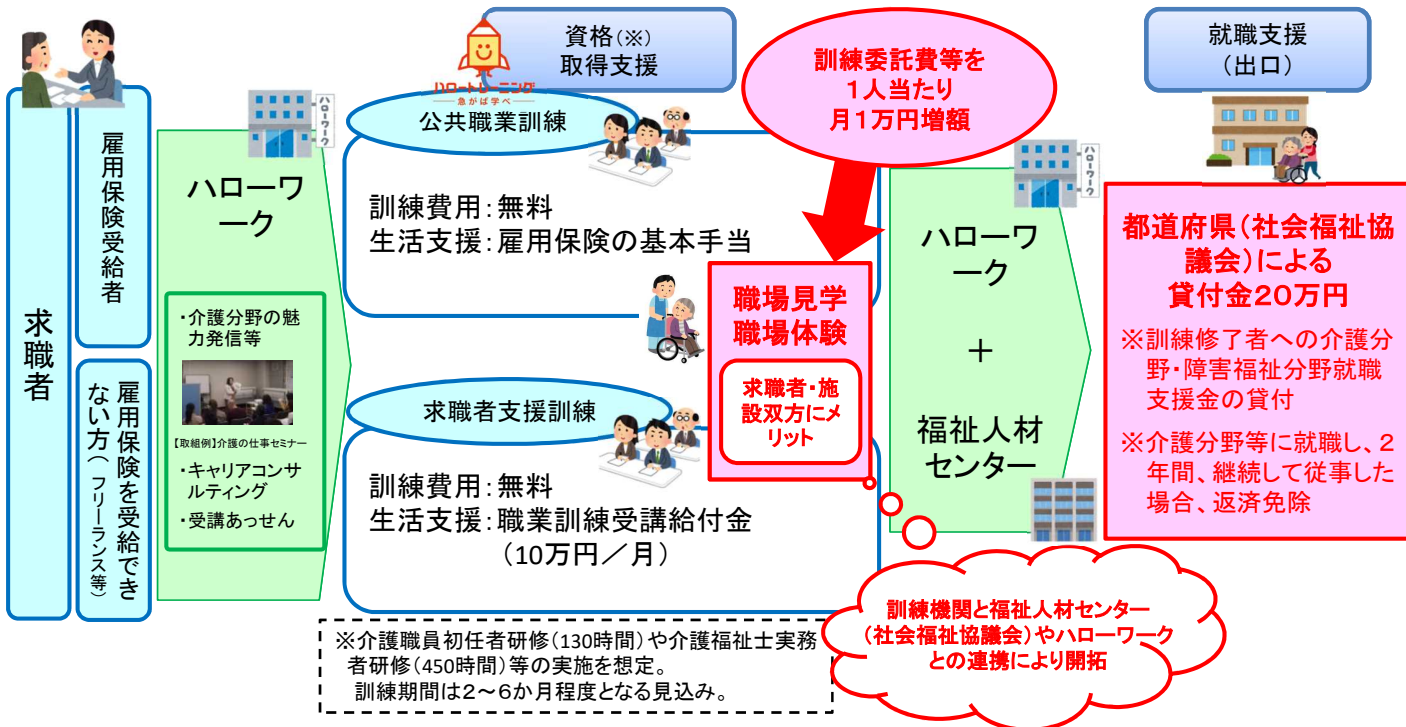 求職者
雇用保険受給者
雇用保険を受給でき
ない方(フリーランス等)
ハローワーク
ハローワ
ーク
・介護分野の魅
力発信等
【取組例】介護の仕事セミナー
・キャリアコンサ
ルティング
・受講あっせん
資格(※)
取得支援
ハロートレーニング
急がば学べ
公共職業訓練
訓練費用:無料
生活支援:雇用保険の基本手当
求職者支援訓練
訓練費用:無料
生活支援:職業訓練受講給付金
(10万円/月)
※介護職員初任者研修(130時間)や介護福祉士実務
者研修(450時間)等の実施を想定。
訓練期間は2~6か月程度となる見込み。
訓練委託費等を
1人当たり
月1万円増額
職場見学
職場体験
求職者・施
設双方にメ
リット
ハローワーク
ハローワ
ーク
+
福祉人材
センター
訓練機関と福祉人材センター
(社会福祉協議会)やハローワーク
との連携により開拓
就職支援
(出口)
都道府県(社会福祉協
議会)による
貸付金20万円
※訓練修了者への介護分
野・障害福祉分野就職
支援金の貸付
※介護分野等に就職し、2
年間、継続して従事した
場合、返済免除